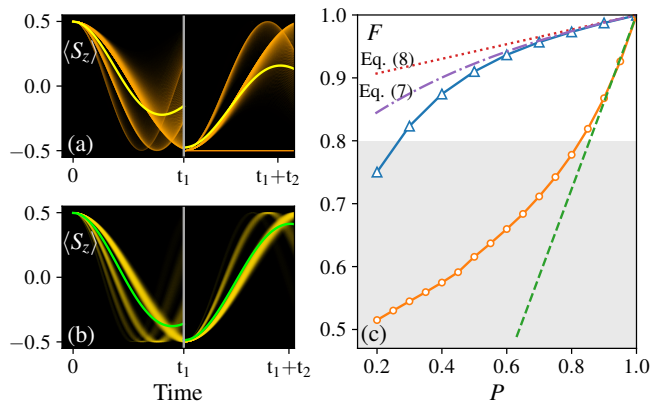 0.5
⟨S_z⟩
0.0
−0.5
(a)
0
t₁
t₁+t₂
0.5
⟨S_z⟩
0.0
−0.5
(b)
0
t₁
t₁+t₂
Time
1.0
F
Eq. (8)
0.9
Eq. (7)
0.8
0.7
0.6
0.5
(c)
0.2
0.4
0.6
0.8
1.0
P